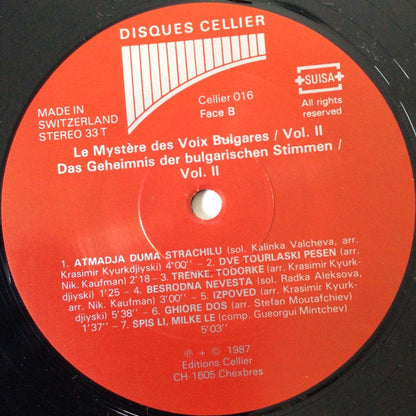 DISQUES CELLIER
MADE IN
SWITZERLAND
STEREO 33 T
Cellier 016
Face B
+SUISA+
All rights
reserved
Le Mystère des Voix Bulgares / Vol. II
Das Geheimnis der bulgarischen Stimmen /
Vol. II
1. ATMADJA DUMA STRACHILU (sol. Kalinka Valcheva, arr.
Krasimir Kyurkdjiyski) 4'00'' – 2. DVE TOURLASKI PESEN (arr.
Nik. Kaufman) 2'18 – 3. TRENKE, TODORKE (arr. Krasimir Kyurk-
djiyski) 1'25 – 4. BESRODNA NEVESTA (sol. Radka Aleksova,
arr. Nik. Kaufman) 3'00'' – 5. IZPOVED (arr. Krasimir Kyurk-
djiyski) 5'38'' – 6. GHIORE DOS (arr. Stefan Moutafchiev)
1'37'' – 7. SPIS LI, MILKE LE (comp. Gueorgui Mintchev)
5'03''
℗ + © 1987
Editions Cellier
CH-1605 Chexbres